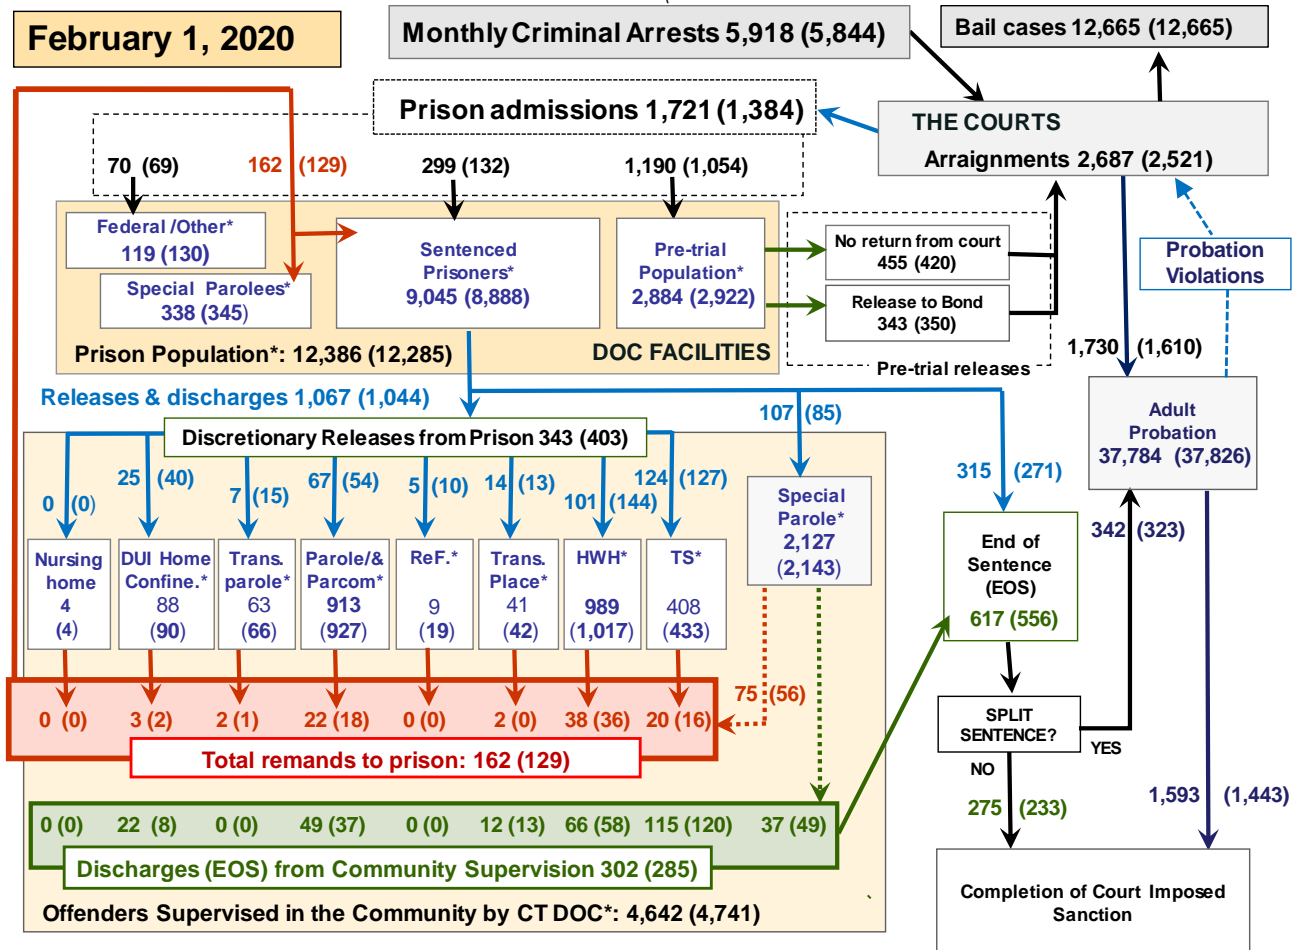 February 1, 2020
Monthly Criminal Arrests 5,918 (5,844)
Bail cases 12,665 (12,665)
Prison admissions 1,721 (1,384)
THE COURTS
Arraignments 2,687 (2,521)
70 (69)
162 (129)
299 (132)
1,190 (1,054)
Federal /Other*
119 (130)
Special Parolees*
338 (345)
Sentenced
Prisoners*
9,045 (8,888)
Pre-trial
Population*
2,884 (2,922)
No return from court
455 (420)
Release to Bond
343 (350)
Pre-trial releases
Probation
Violations
Prison Population*: 12,386 (12,285)
DOC FACILITIES
1,730 (1,610)
Releases & discharges 1,067 (1,044)
107 (85)
Adult
Probation
37,784 (37,826)
Discretionary Releases from Prison 343 (403)
0 (0)
25 (40)
7 (15)
67 (54)
5 (10)
14 (13)
101 (144)
124 (127)
315 (271)
342 (323)
Nursing
home
4
(4)
DUI Home
Confine.*
88
(90)
Trans.
parole*
63
(66)
Parole/&
Parcom*
913
(927)
ReF.*
9
(19)
Trans.
Place*
41
(42)
HWH*
989
(1,017)
TS*
408
(433)
Special
Parole*
2,127
(2,143)
End of
Sentence
(EOS)
617 (556)
0 (0)
3 (2)
2 (1)
22 (18)
0 (0)
2 (0)
38 (36)
20 (16)
75 (56)
Total remands to prison: 162 (129)
SPLIT
SENTENCE?
YES
NO
275 (233)
1,593 (1,443)
0 (0)
22 (8)
0 (0)
49 (37)
0 (0)
12 (13)
66 (58)
115 (120)
37 (49)
Discharges (EOS) from Community Supervision 302 (285)
Offenders Supervised in the Community by CT DOC*: 4,642 (4,741)
Completion of Court Imposed
Sanction